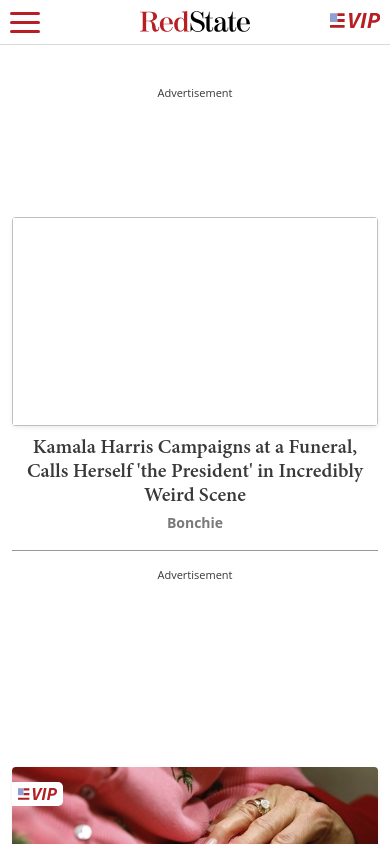 RedState
VIP
Advertisement
Kamala Harris Campaigns at a Funeral,
Calls Herself 'the President' in Incredibly
Weird Scene
Bonchie
Advertisement
VIP